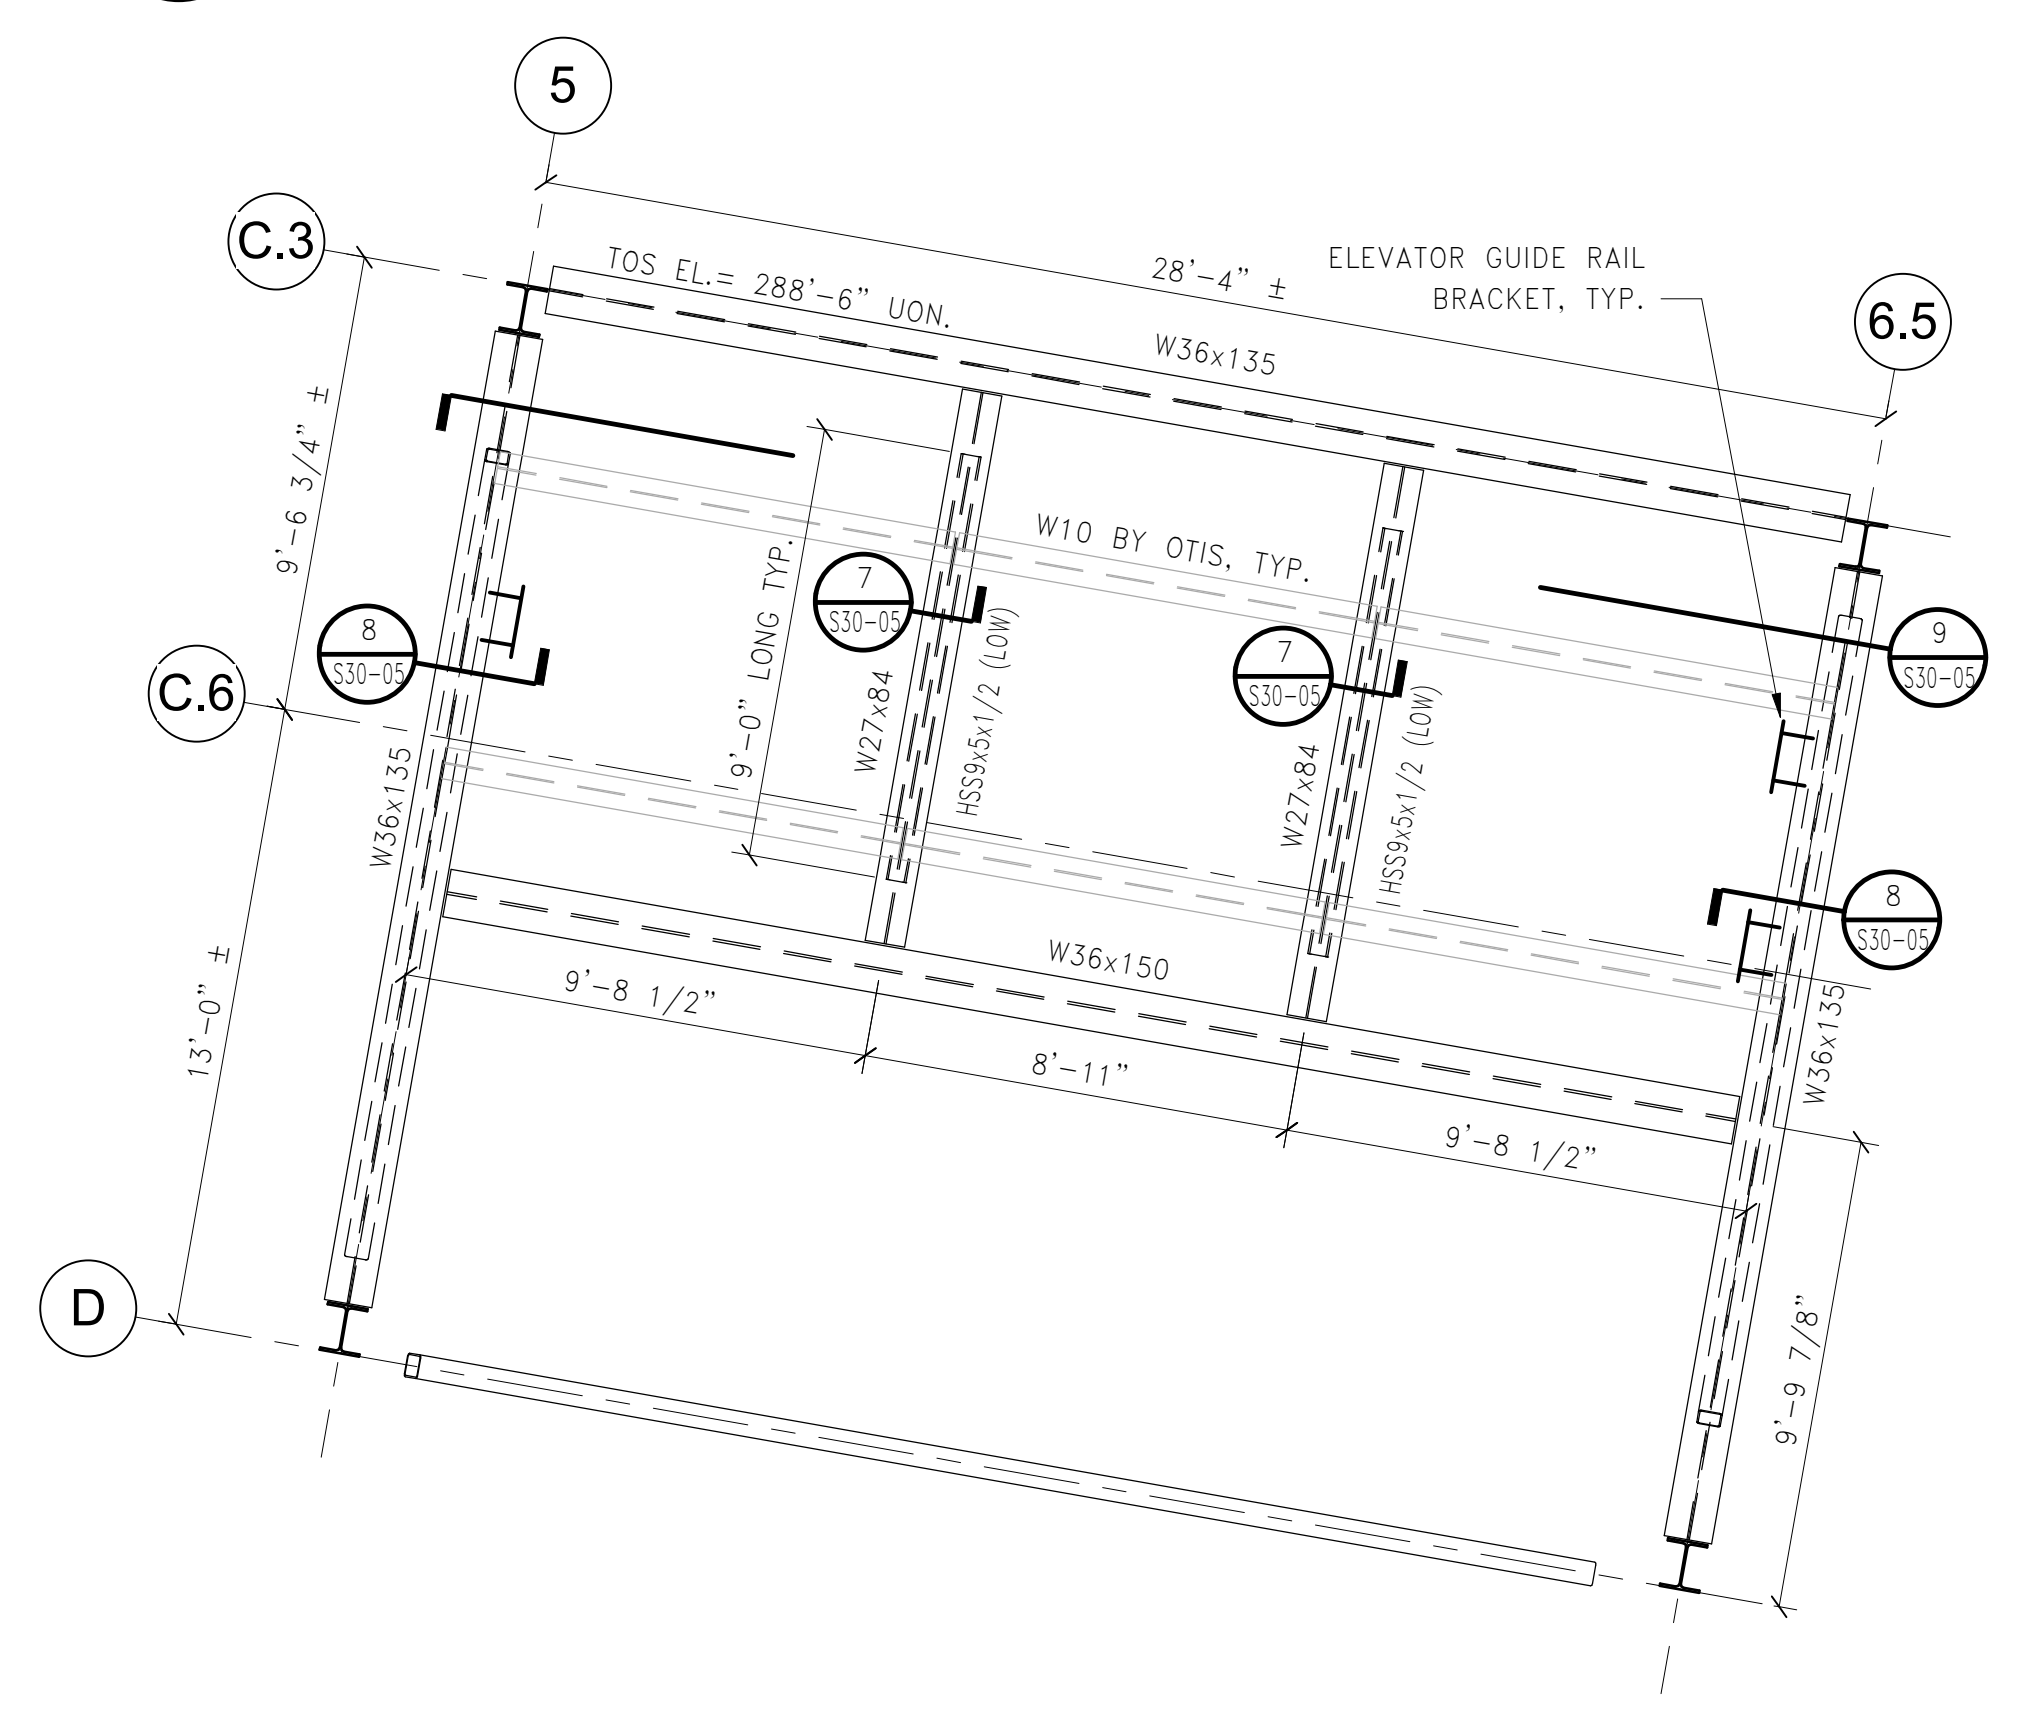 5
C.3
TOS EL.= 288'-6" UON.
28'-4" ±
ELEVATOR GUIDE RAIL
BRACKET, TYP.
6.5
W36x135
9'-6 3/4" ±
W10 BY OTIS, TYP.
9'-0" LONG TYP.
7
S30-05
8
S30-05
7
S30-05
9
S30-05
C.6
W27x84
HSS9x5x1/2 (LOW)
W27x84
HSS9x5x1/2 (LOW)
W36x135
8
S30-05
W36x150
W36x135
13'-0" ±
9'-8 1/2"
8'-11"
9'-8 1/2"
D
9'-9 7/8"